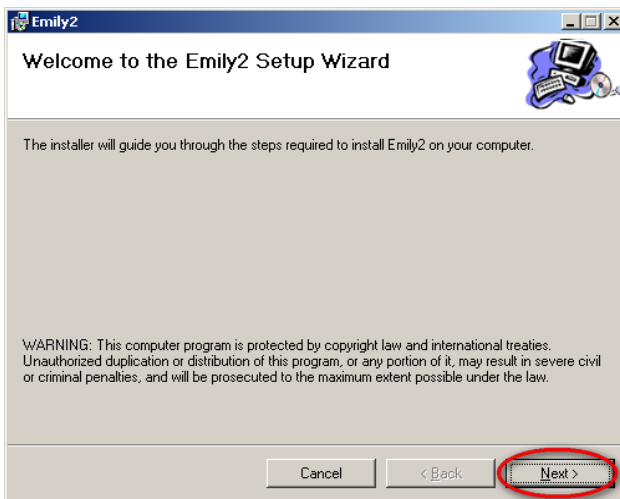 Emily2
Welcome to the Emily2 Setup Wizard
The installer will guide you through the steps required to install Emily2 on your computer.
WARNING: This computer program is protected by copyright law and international treaties.
Unauthorized duplication or distribution of this program, or any portion of it, may result in severe civil
or criminal penalties, and will be prosecuted to the maximum extent possible under the law.
Cancel
< Back
Next >